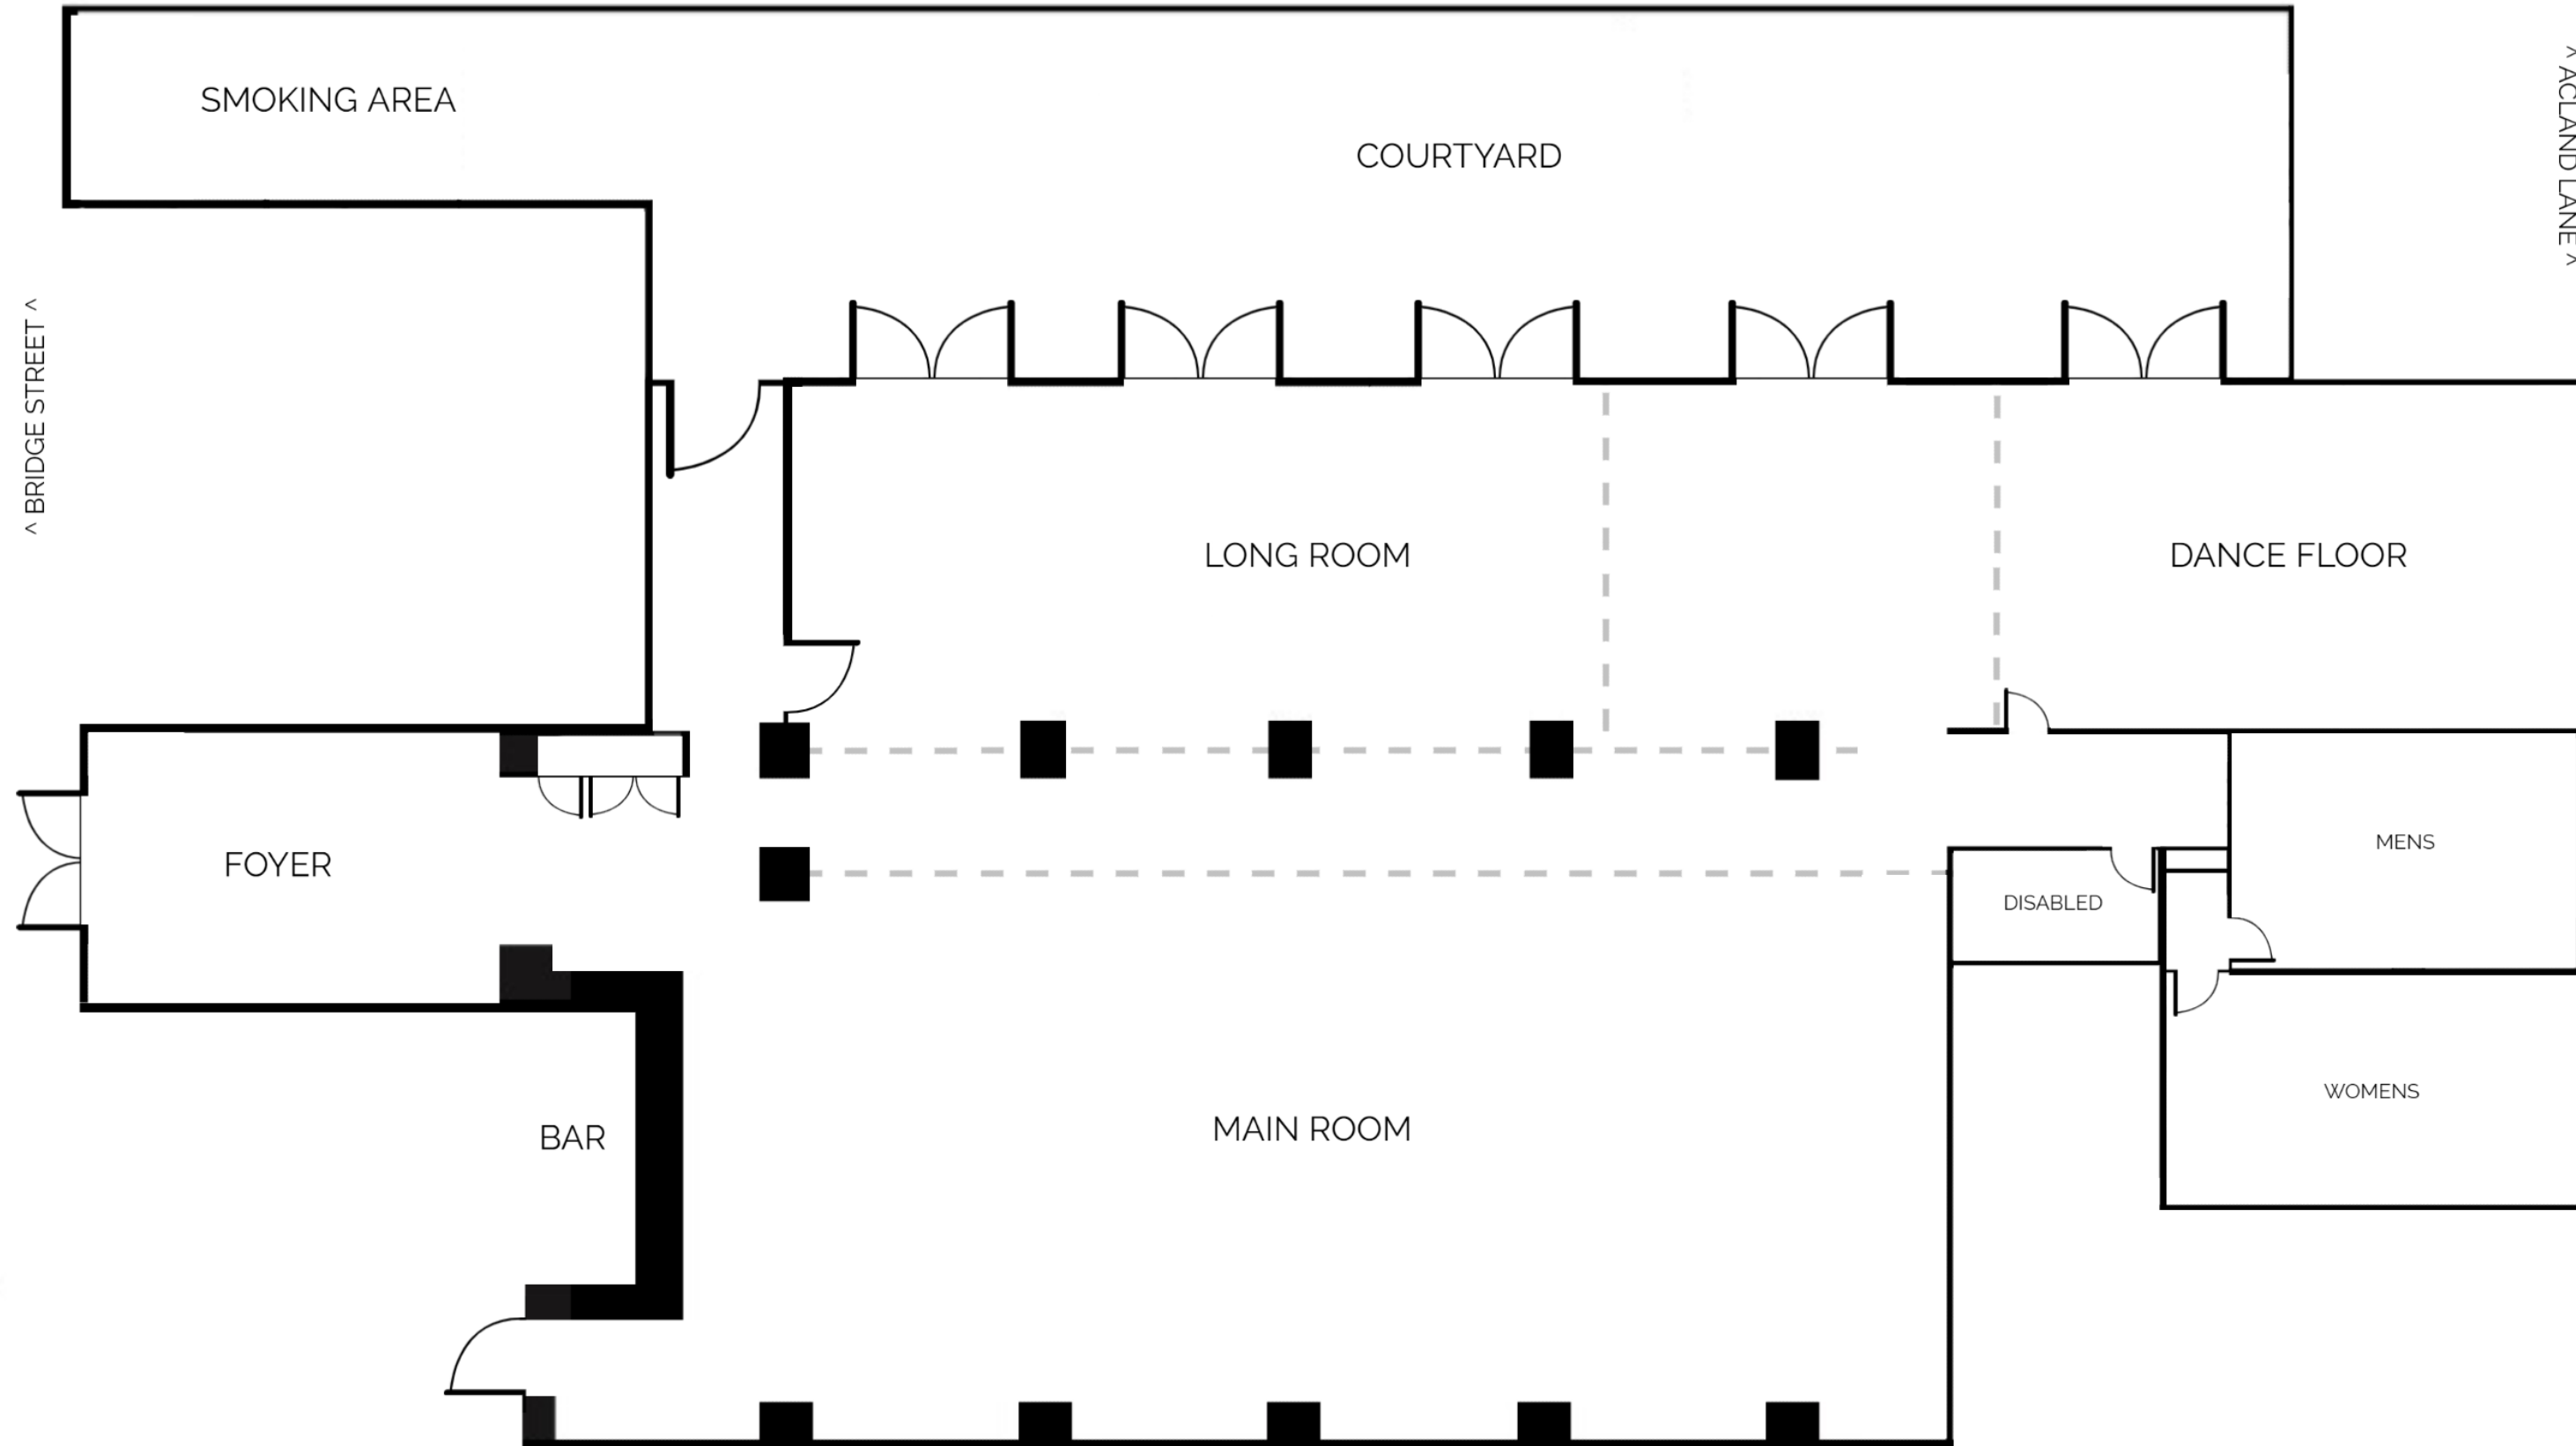 SMOKING AREA
COURTYARD
< ACLAND LANE >
< BRIDGE STREET >
LONG ROOM
DANCE FLOOR
FOYER
MENS
DISABLED
WOMENS
BAR
MAIN ROOM